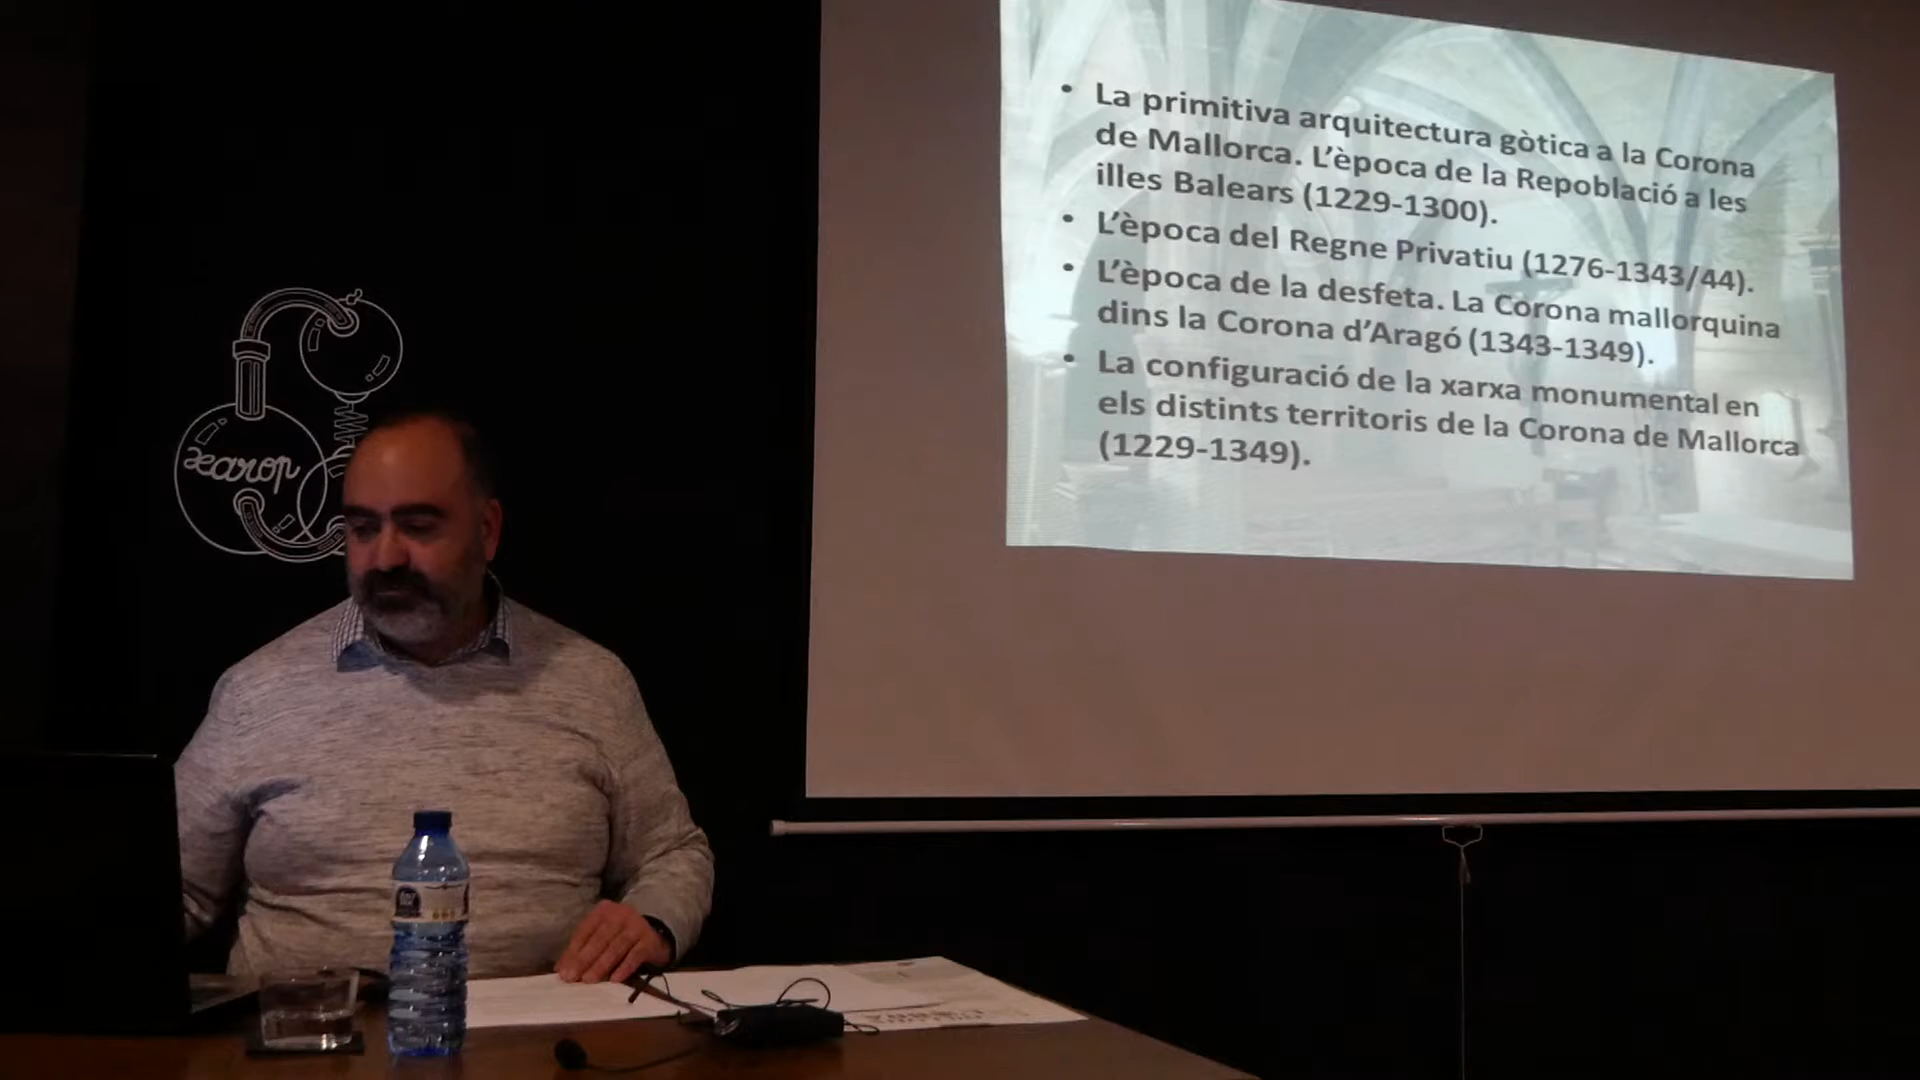 • La primitiva arquitectura gòtica a la Corona
de Mallorca. L'època de la Repoblació a les
illes Balears (1229-1300).
• L'època del Regne Privatiu (1276-1343/44).
• L'època de la desfeta. La Corona mallorquina
dins la Corona d'Aragó (1343-1349).
• La configuració de la xarxa monumental en
els distints territoris de la Corona de Mallorca
(1229-1349).